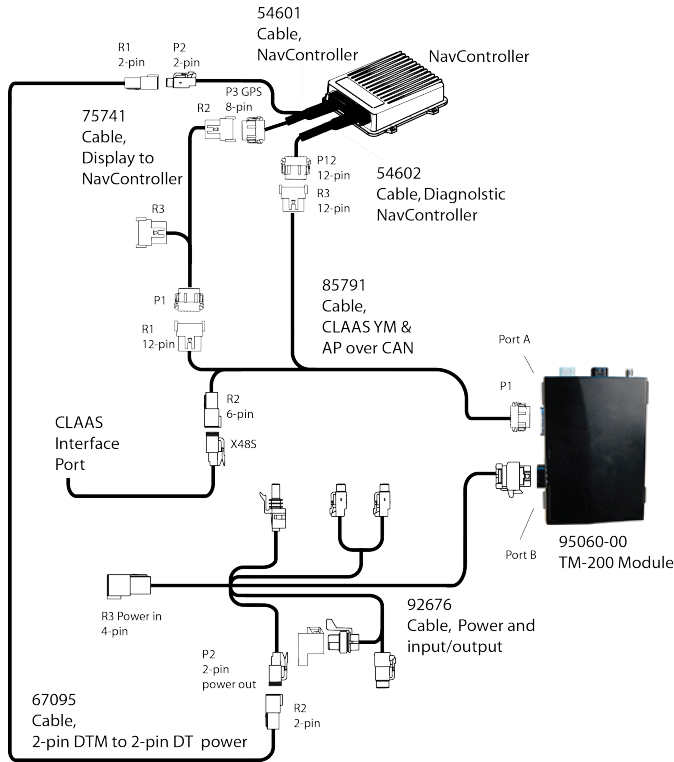 54601
Cable,
NavController
NavController
R1
2-pin
P2
2-pin
P3 GPS
8-pin
R2
75741
Cable,
Display to
NavController
P12
12-pin
R3
12-pin
54602
Cable, Diagnolstic
NavController
R3
P1
R1
12-pin
85791
Cable,
CLAAS YM &
AP over CAN
Port A
P1
R2
6-pin
X48S
CLAAS
Interface
Port
Port B
95060-00
TM-200 Module
R3 Power in
4-pin
92676
Cable, Power and
input/output
P2
2-pin
power out
R2
2-pin
67095
Cable,
2-pin DTM to 2-pin DT power